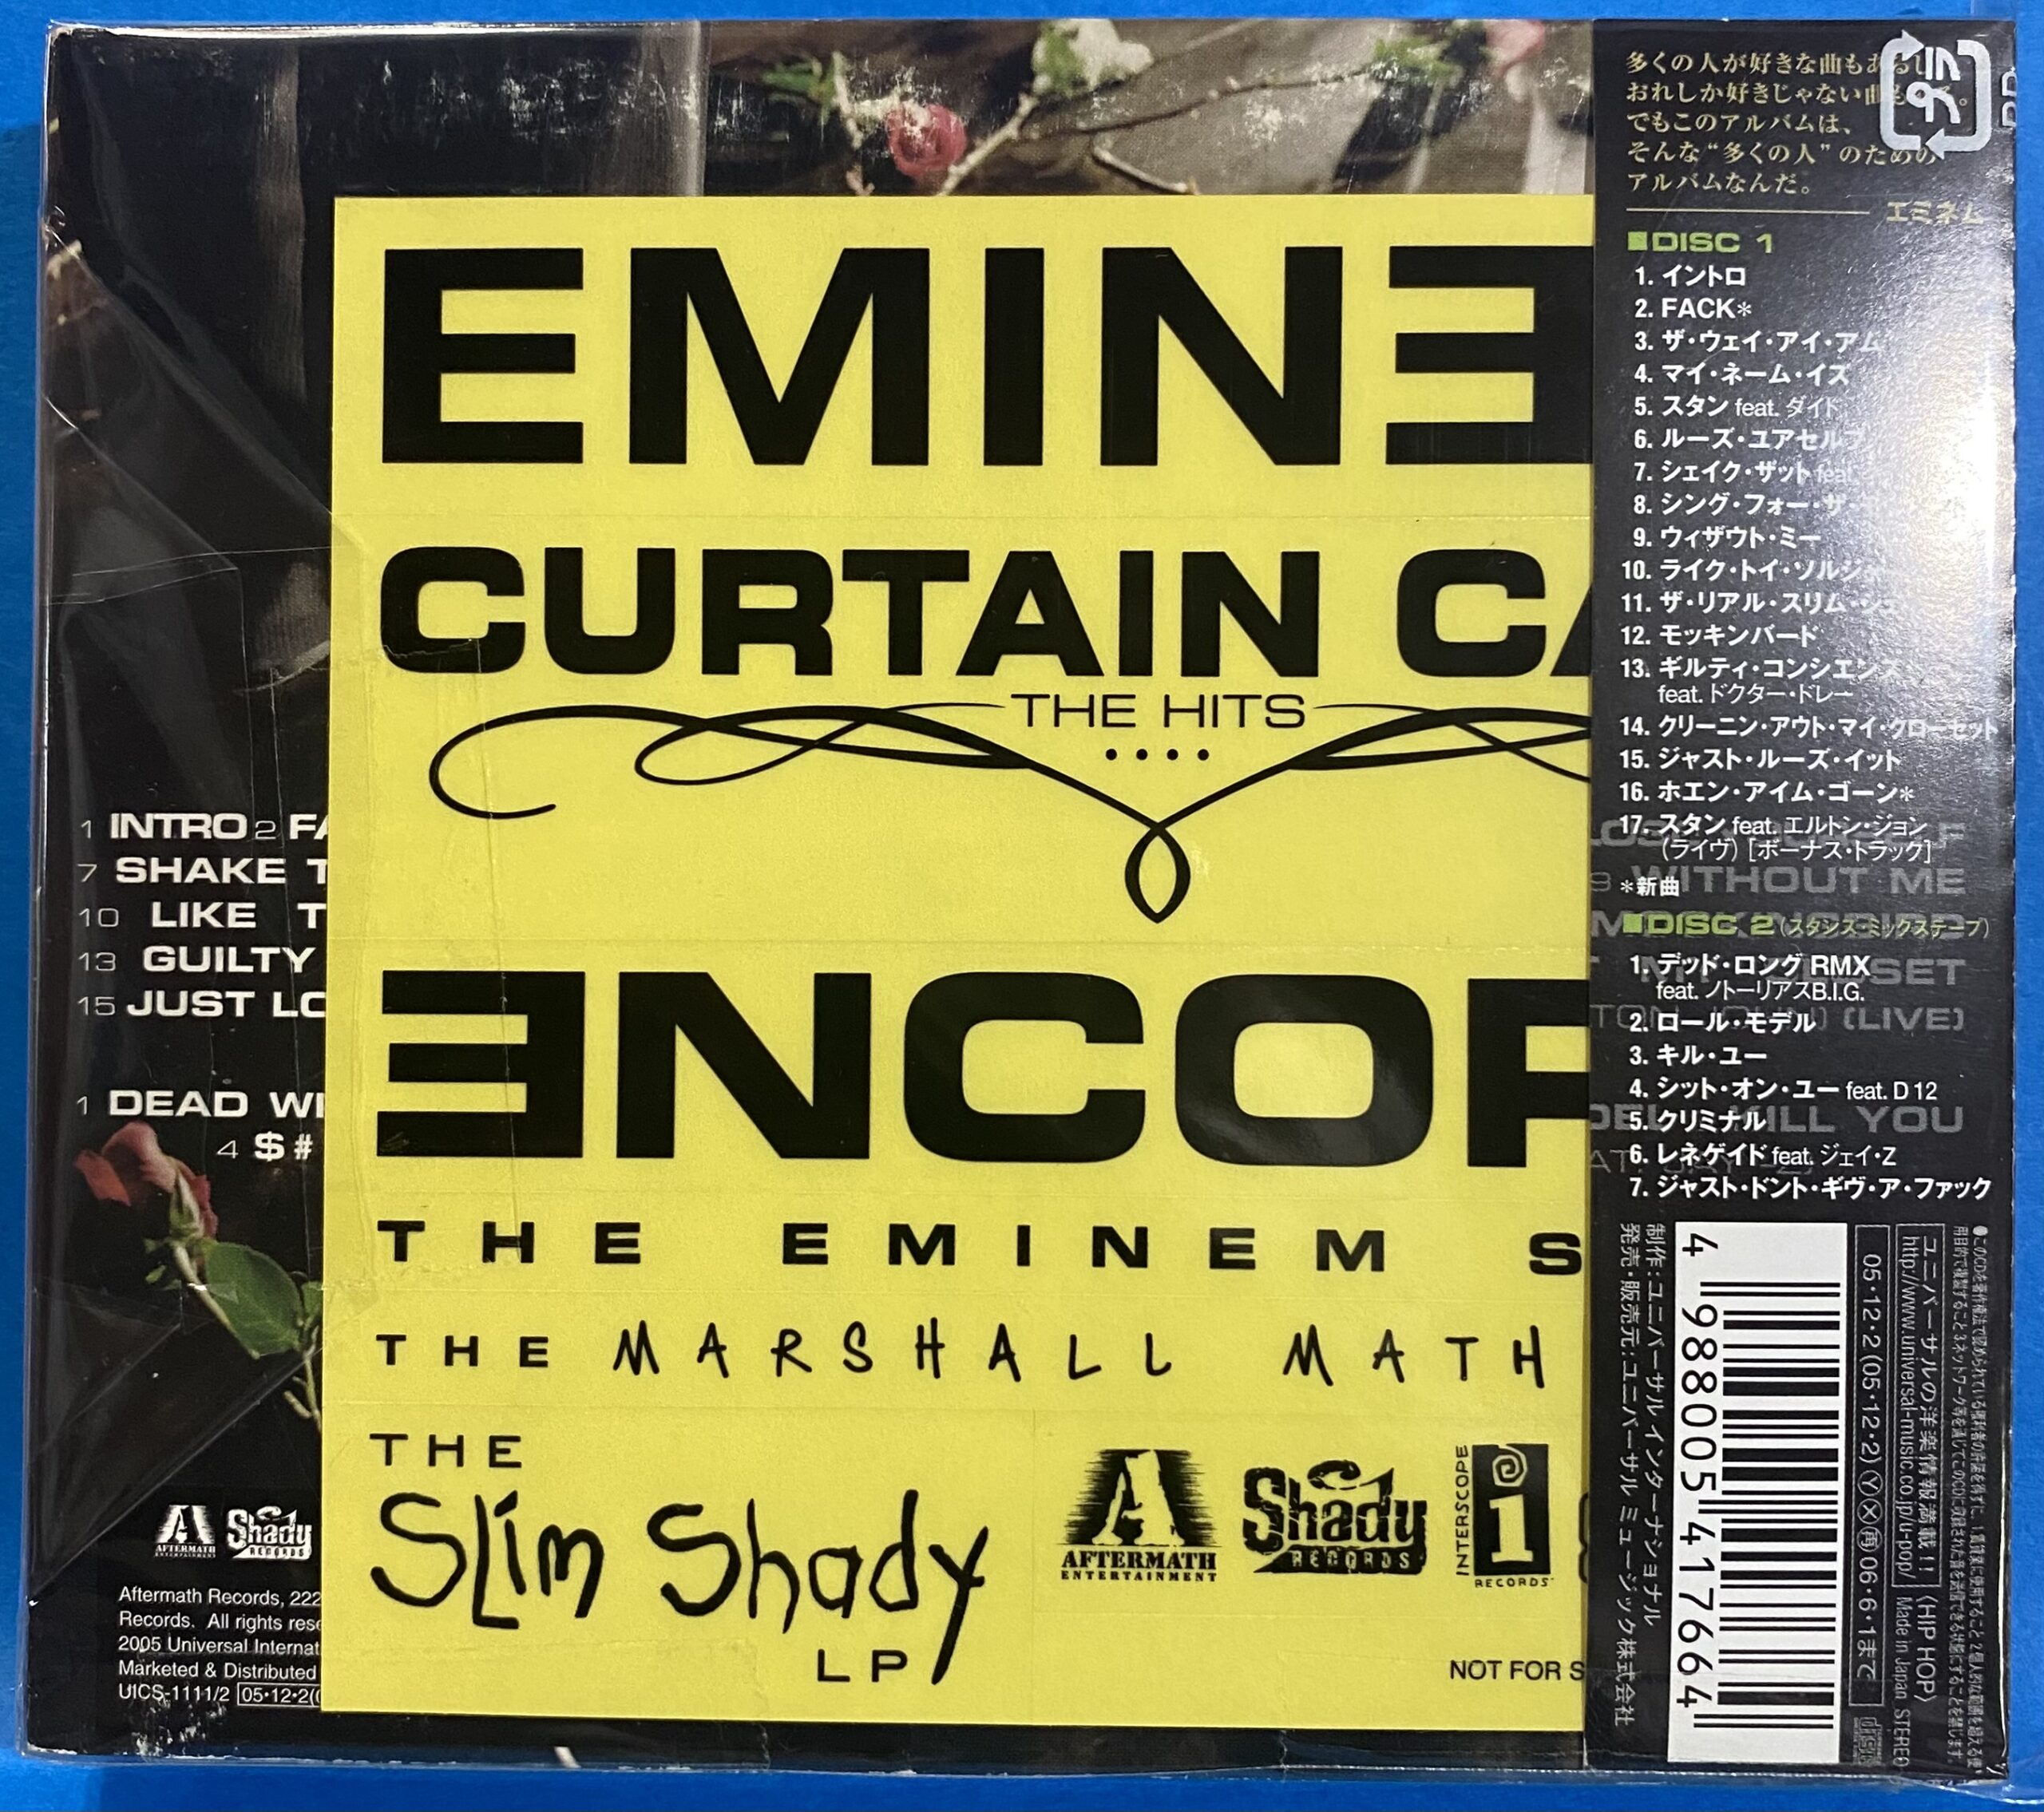 1 INTRO 2
7 SHAKE
10 LIKE
13 GUILTY
15 JUST
1 DEAD
4 $#
AFTERMATH
ENTERTAINMENT
Shady
RECORDS
Aftermath Records, 222
Records. All rights
2005 Universal
Marketed & Distributed
UICS-1111/2 05・12・2
EMINE
CURTAIN CA
THE HITS
ENCOR
THE EMINEM S
THE MARSHALL MATH
THE
Slim Shady
LP
AFTERMATH
ENTERTAINMENT
Shady
RECORDS
INTERSCOPE
RECORDS
NOT FOR S
多くの人が好きな曲も
おれしか好きじゃない曲も
でもこのアルバムは、
そんな“多くの人”のための
アルバムなんだ。
エミネム
■DISC 1
1. イントロ
2. FACK*
3. ザ・ウェイ・アイ・アム
4. マイ・ネーム・イズ
5. スタン feat. ダイド
6. ルーズ・ユアセルフ
7. シェイク・ザット feat.
8. シング・フォー・ザ・
9. ウィザウト・ミー
10. ライク・トイ・ソルジャ
11. ザ・リアル・スリム・シェ
12. モッキンバード
13. ギルティ・コンシエンス
feat. ドクター・ドレー
14. クリーニン・アウト・マイ・クローセット
15. ジャスト・ルーズ・イット
16. ホエン・アイム・ゴーン*
17. スタン feat. エルトン・ジョン
(ライヴ) [ボーナス・トラック]
*新曲
■DISC 2 (スタンズ・ミックステープ)
1. デッド・ロング RMX
feat. ノトーリアスB.I.G.
2. ロール・モデル
3. キル・ユー
4. シット・オン・ユー feat. D12
5. クリミナル
6. レネゲイド feat. ジェイ・Z
7. ジャスト・ドント・ギヴ・ア・ファック
9 WITHOUT ME
(LIVE)
KILL YOU
制作：ユニバーサル インターナショナル
発売・販売元：ユニバーサル ミュージック株式会社
4 988005 417664
05・12・2 (05・12・2) Ⓨ Ⓧ ㊢ 06・6・1まで
ユニバーサルの洋楽情報満載!!
http://www.universal-music.co.jp/u-pop/
〈HIP HOP〉
Made in Japan STEREO